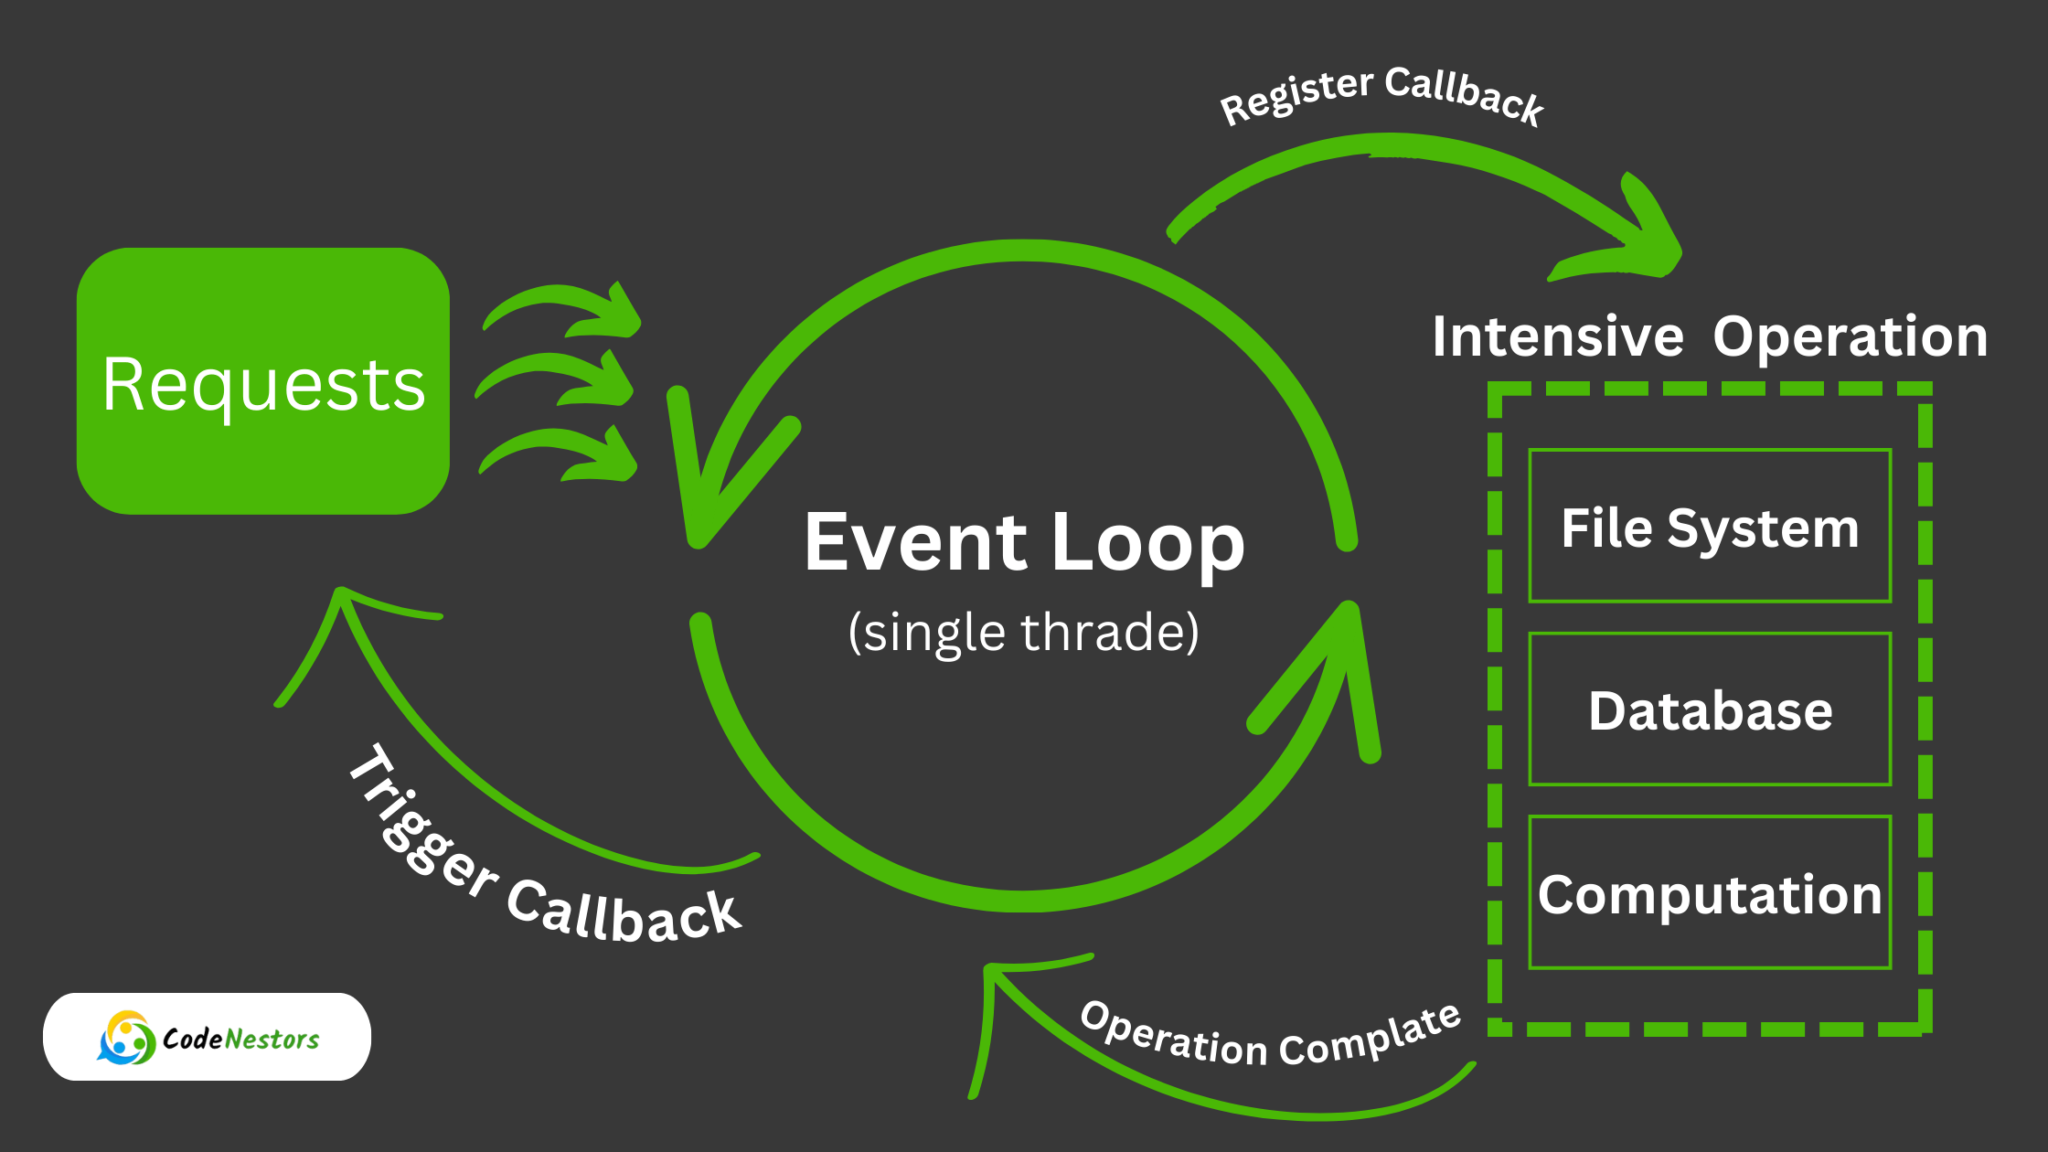 Register Callback
Requests
Intensive Operation
File System
Event Loop
(single thrade)
Database
Trigger Callback
Computation
Operation Complate
CodeNestors